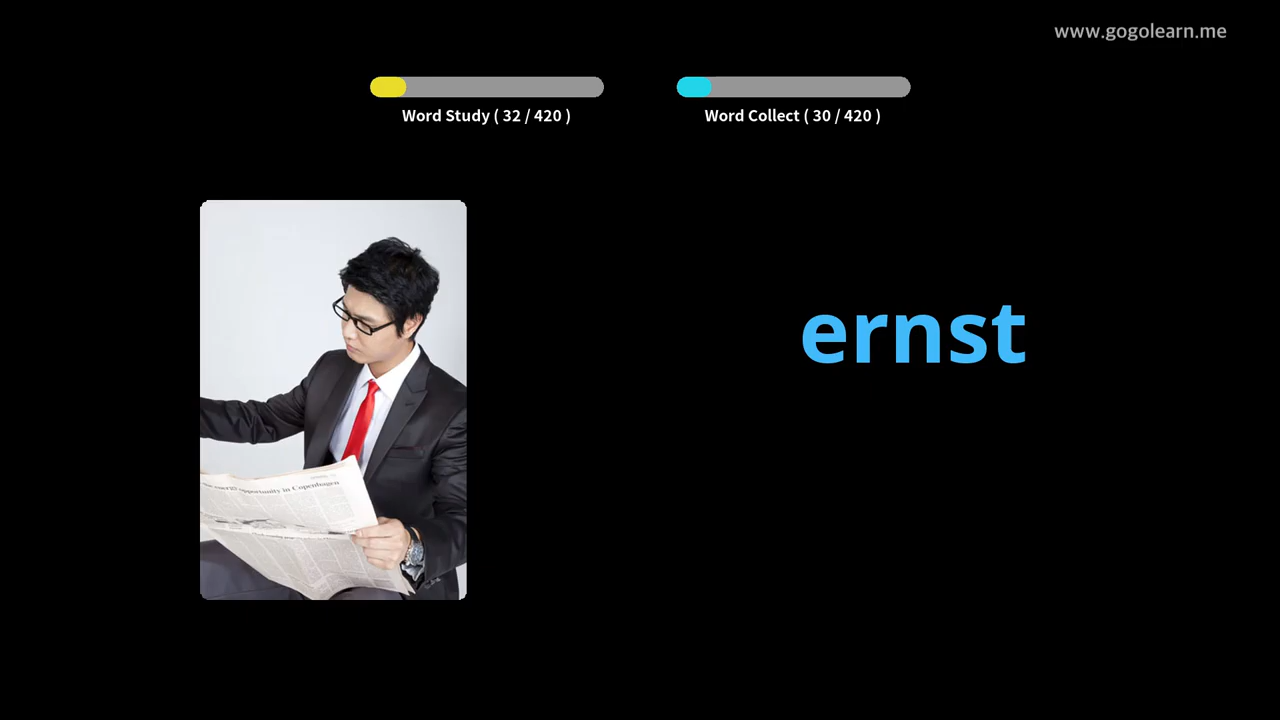 www.gogolearn.me
Word Study ( 32 / 420 )
Word Collect ( 30 / 420 )
ernst
opportunity in Copenhagen